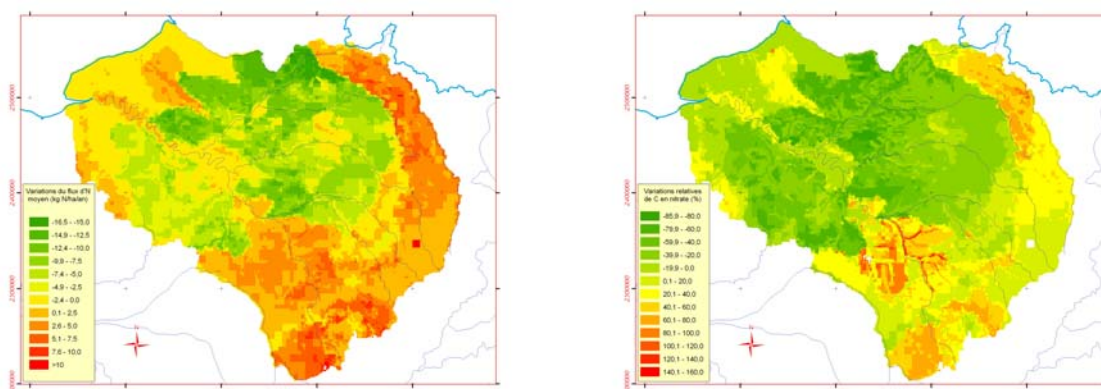 Variations du flux d'N
moyen (kg N/ha/an)
-16,5 - -15,0
-14,9 - -12,5
-12,4 - -10,0
-9,9 - -7,5
-7,4 - -5,0
-4,9 - -2,5
-2,4 - 0,0
0,1 - 2,5
2,6 - 5,0
5,1 - 7,5
7,6 - 10,0
>10
Variations relatives
de C en nitrate (%)
-85,9 - -80,0
-79,9 - -60,0
-59,9 - -40,0
-39,9 - -20,0
-19,9 - 0,0
0,1 - 20,0
20,1 - 40,0
40,1 - 60,0
60,1 - 80,0
80,1 - 100,0
100,1 - 120,0
120,1 - 140,0
140,1 - 160,0